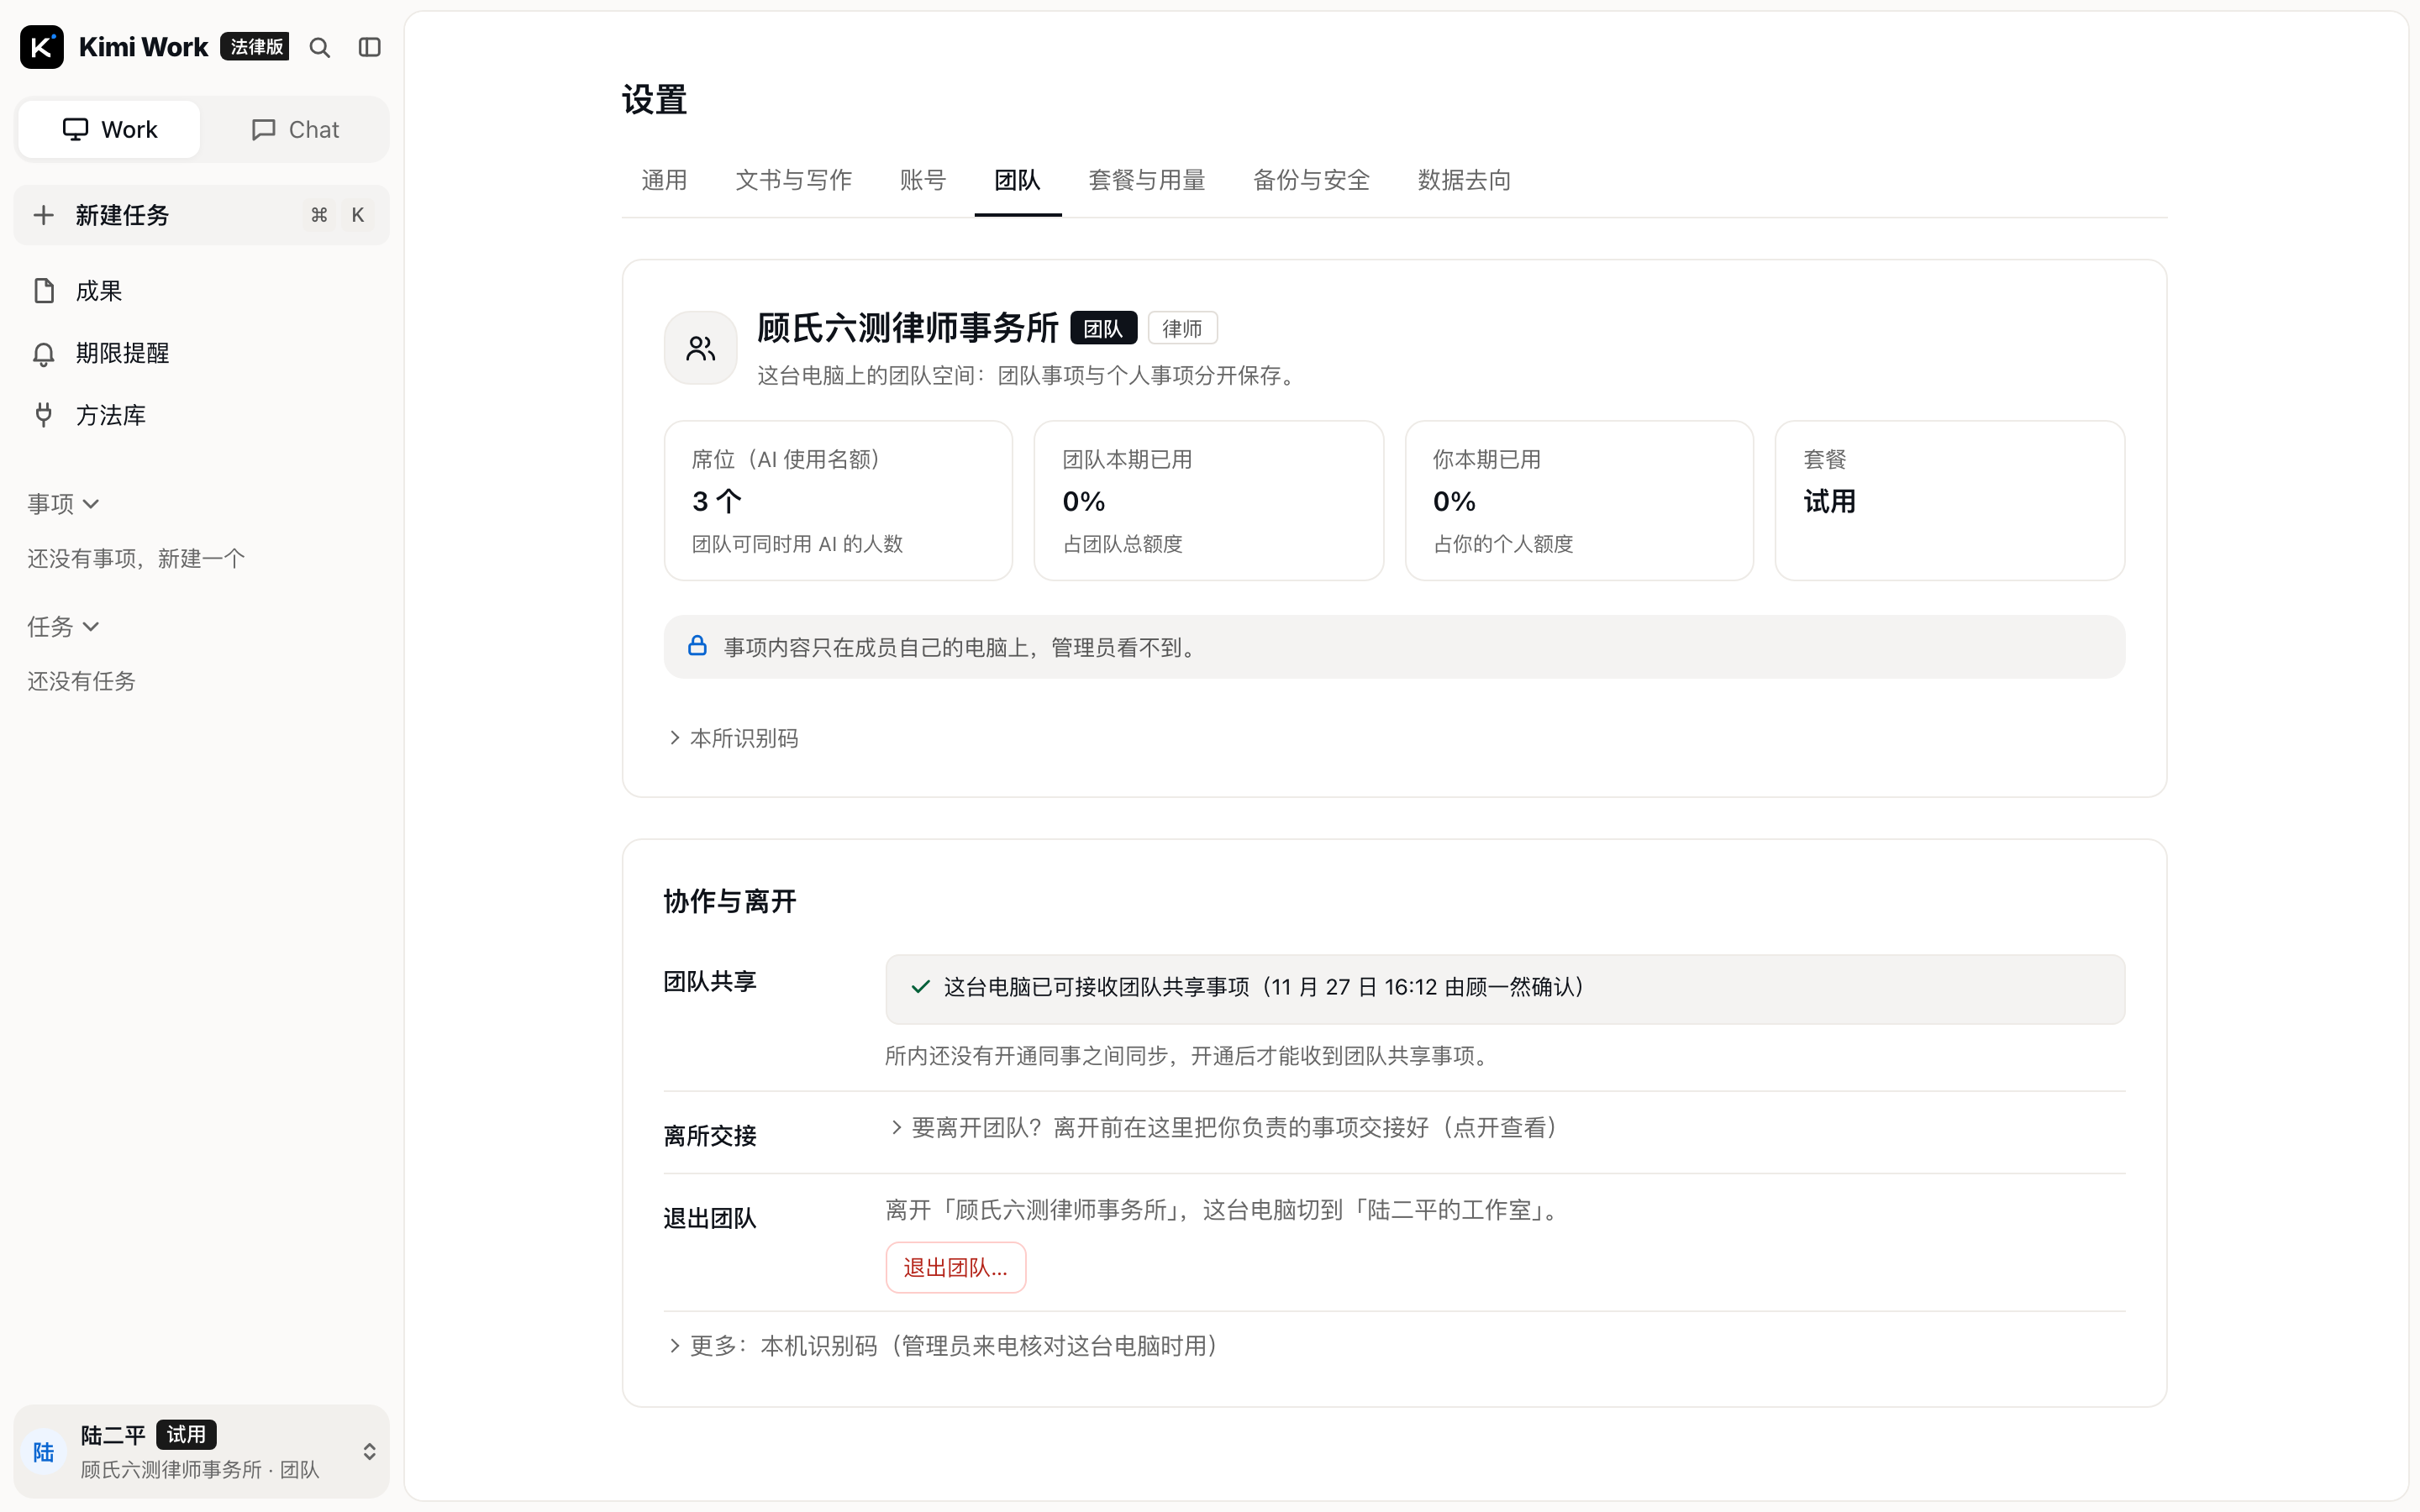 Kimi Work 法律版
Work
Chat
新建任务 ⌘ K
成果
期限提醒
方法库
事项
还没有事项，新建一个
任务
还没有任务
陆
陆二平 试用
顾氏六测律师事务所 · 团队
设置
通用 文书与写作 账号 团队 套餐与用量 备份与安全 数据去向
顾氏六测律师事务所 团队 律师
这台电脑上的团队空间：团队事项与个人事项分开保存。
席位（AI 使用名额）
3 个
团队可同时用 AI 的人数
团队本期已用
0%
占团队总额度
你本期已用
0%
占你的个人额度
套餐
试用
事项内容只在成员自己的电脑上，管理员看不到。
本所识别码
协作与离开
团队共享
这台电脑已可接收团队共享事项（11 月 27 日 16:12 由顾一然确认）
所内还没有开通同事之间同步，开通后才能收到团队共享事项。
离所交接
要离开团队？离开前在这里把你负责的事项交接好（点开查看）
退出团队
离开「顾氏六测律师事务所」，这台电脑切到「陆二平的工作室」。
退出团队...
更多：本机识别码（管理员来电核对这台电脑时用）